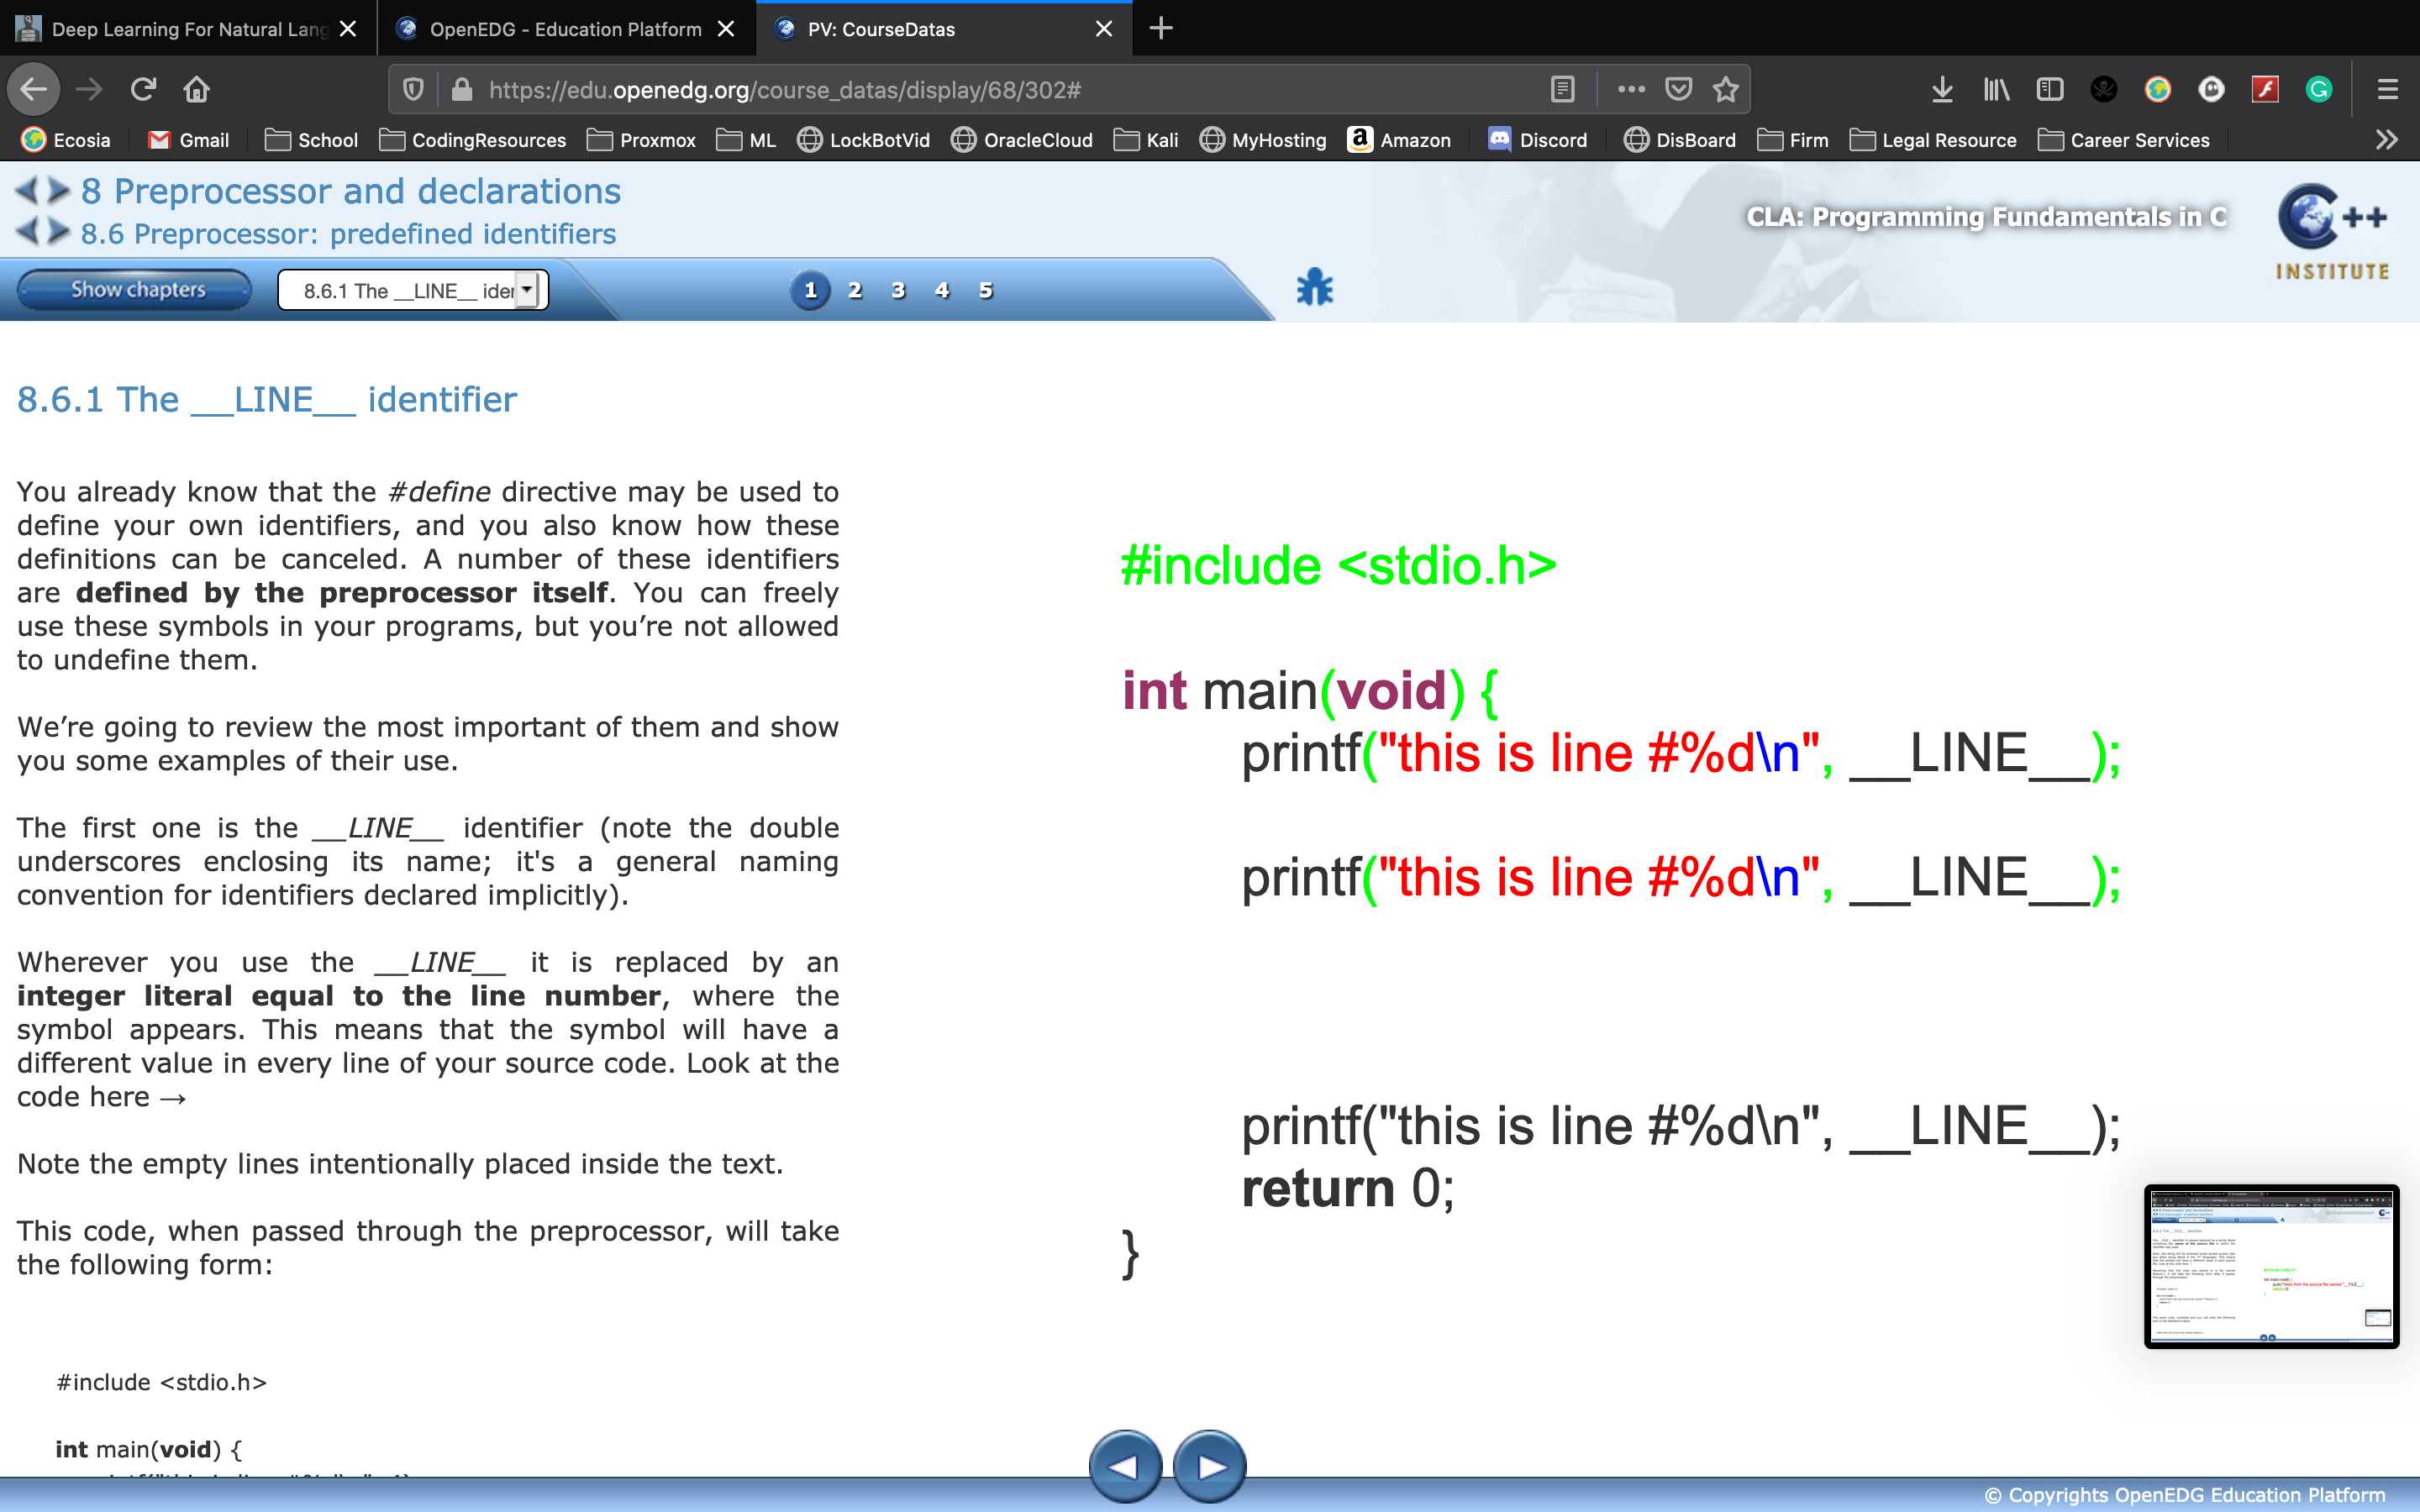 Deep Learning For Natural Lang
OpenEDG - Education Platform
PV: CourseDatas
https://edu.openedg.org/course_datas/display/68/302#
Ecosia Gmail School CodingResources Proxmox ML LockBotVid OracleCloud Kali MyHosting Amazon Discord DisBoard Firm Legal Resource Career Services
8 Preprocessor and declarations
8.6 Preprocessor: predefined identifiers
CLA: Programming Fundamentals in C
C++
INSTITUTE
Show chapters
8.6.1 The __LINE__ ider
1 2 3 4 5
8.6.1 The __LINE__ identifier
You already know that the #define directive may be used to
define your own identifiers, and you also know how these
definitions can be canceled. A number of these identifiers
are defined by the preprocessor itself. You can freely
use these symbols in your programs, but you’re not allowed
to undefine them.
We’re going to review the most important of them and show
you some examples of their use.
The first one is the __LINE__ identifier (note the double
underscores enclosing its name; it's a general naming
convention for identifiers declared implicitly).
Wherever you use the __LINE__ it is replaced by an
integer literal equal to the line number, where the
symbol appears. This means that the symbol will have a
different value in every line of your source code. Look at the
code here →
Note the empty lines intentionally placed inside the text.
This code, when passed through the preprocessor, will take
the following form:
#include <stdio.h>
int main(void) {
#include <stdio.h>
int main(void) {
printf("this is line #%d\n", __LINE__);
printf("this is line #%d\n", __LINE__);
printf("this is line #%d\n", __LINE__);
return 0;
}
© Copyrights OpenEDG Education Platform